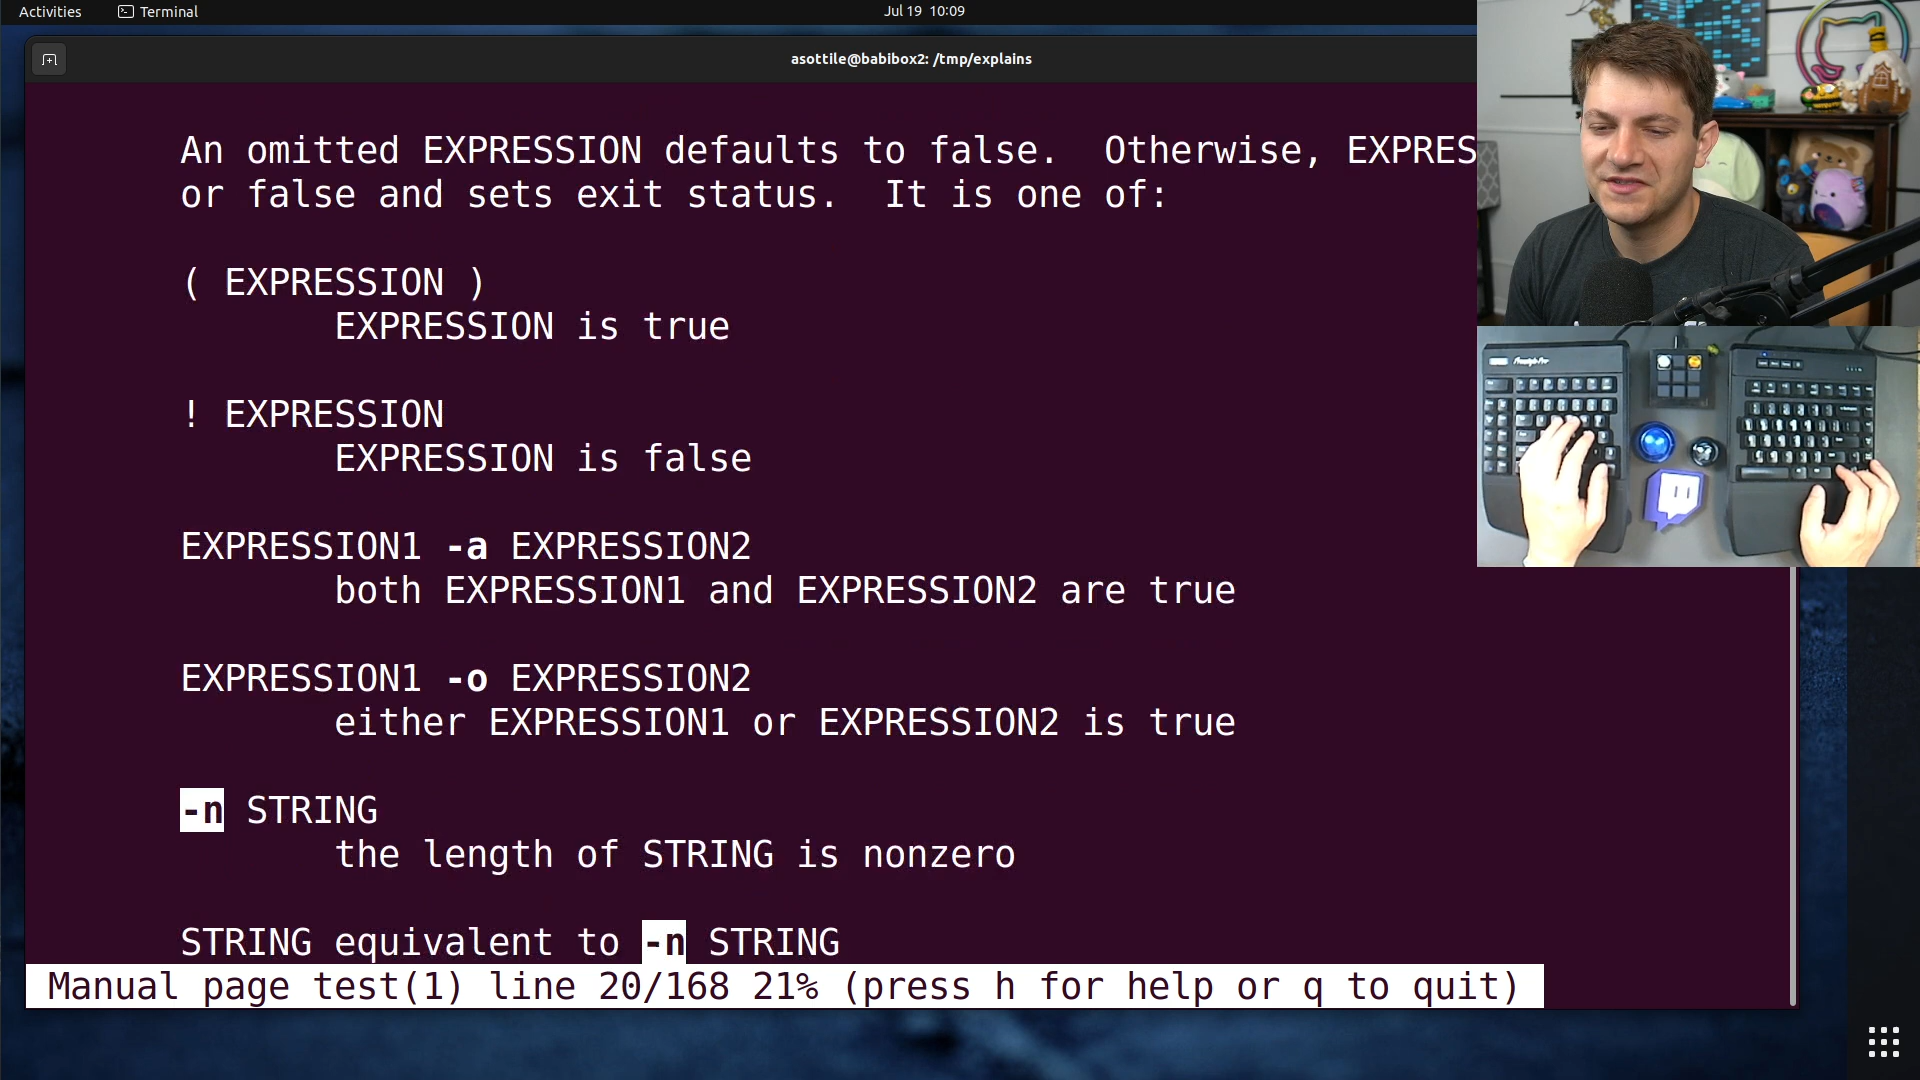 Activities
Terminal
Jul 19 10:09
asottile@babibox2: /tmp/explains
An omitted EXPRESSION defaults to false. Otherwise, EXPRES
or false and sets exit status. It is one of:
( EXPRESSION )
EXPRESSION is true
! EXPRESSION
EXPRESSION is false
EXPRESSION1 -a EXPRESSION2
both EXPRESSION1 and EXPRESSION2 are true
EXPRESSION1 -o EXPRESSION2
either EXPRESSION1 or EXPRESSION2 is true
-n STRING
the length of STRING is nonzero
STRING equivalent to -n STRING
Manual page test(1) line 20/168 21% (press h for help or q to quit)